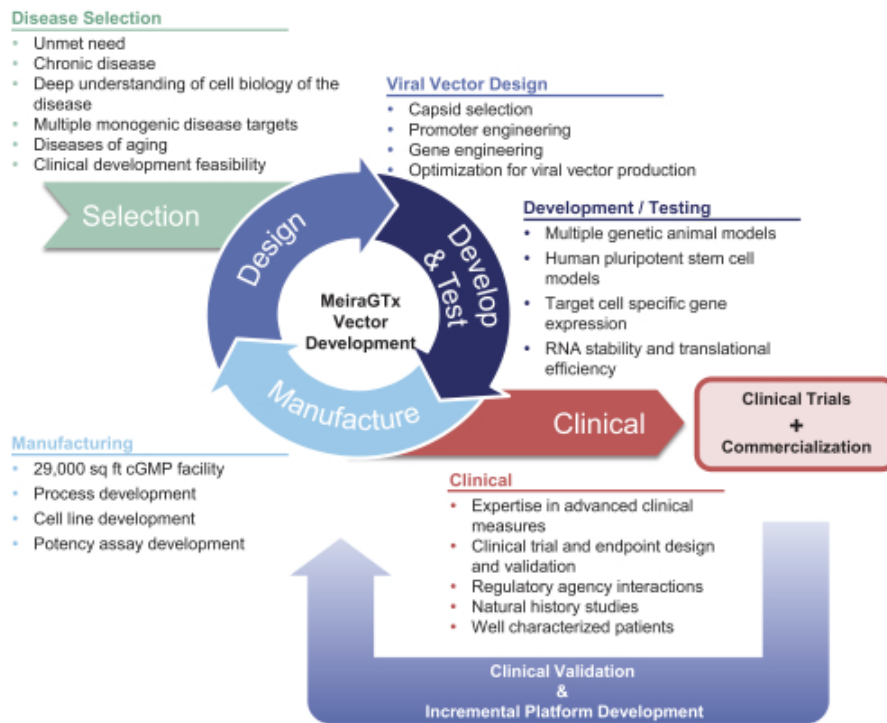 Disease Selection
• Unmet need
• Chronic disease
• Deep understanding of cell biology of the
disease
• Multiple monogenic disease targets
• Diseases of aging
• Clinical development feasibility
Selection
Viral Vector Design
• Capsid selection
• Promoter engineering
• Gene engineering
• Optimization for viral vector production
Design
Develop
& Test
Manufacture
MeiraGTx
Vector
Development
Development / Testing
• Multiple genetic animal models
• Human pluripotent stem cell
models
• Target cell specific gene
expression
• RNA stability and translational
efficiency
Clinical
Clinical Trials
+
Commercialization
Manufacturing
• 29,000 sq ft cGMP facility
• Process development
• Cell line development
• Potency assay development
Clinical
• Expertise in advanced clinical
measures
• Clinical trial and endpoint design
and validation
• Regulatory agency interactions
• Natural history studies
• Well characterized patients
Clinical Validation
&
Incremental Platform Development